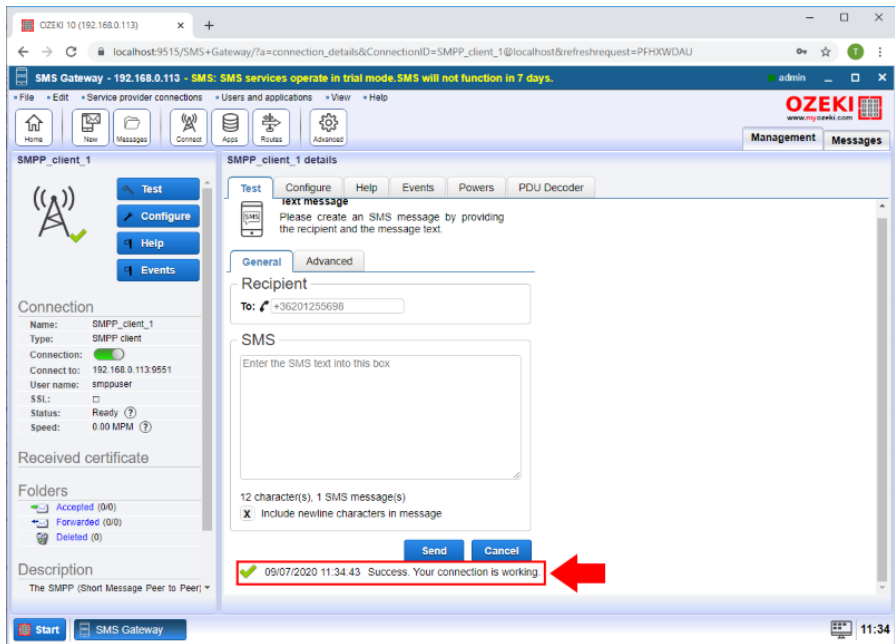 OZEKI 10 (192.168.0.113)
localhost:9515/SMS+Gateway/?a=connection_details&ConnectionID=SMPP_client_1@localhost&refreshrequest=PFHXWDAU
T
SMS Gateway - 192.168.0.113 - SMS: SMS services operate in trial mode.SMS will not function in 7 days.
admin
File Edit Service provider connections Users and applications View Help
OZEKI
www.myozeki.com
Home New Messages Connect Apps Routes Advanced
Management Messages
SMPP_client_1
Test
Configure
Help
Events
Connection
Name: SMPP_client_1
Type: SMPP client
Connection:
Connect to: 192.168.0.113:9551
User name: smppuser
SSL:
Status: Ready ?
Speed: 0.00 MPM ?
Received certificate
Folders
Accepted (0/0)
Forwarded (0/0)
Deleted (0)
Description
The SMPP (Short Message Peer to Peer)
SMPP_client_1 details
Test Configure Help Events Powers PDU Decoder
Text message
SMS
Please create an SMS message by providing
the recipient and the message text.
General Advanced
Recipient
To: +36201255698
SMS
Enter the SMS text into this box
12 character(s), 1 SMS message(s)
X Include newline characters in message
Send Cancel
09/07/2020 11:34:43 Success. Your connection is working.
Start SMS Gateway 11:34